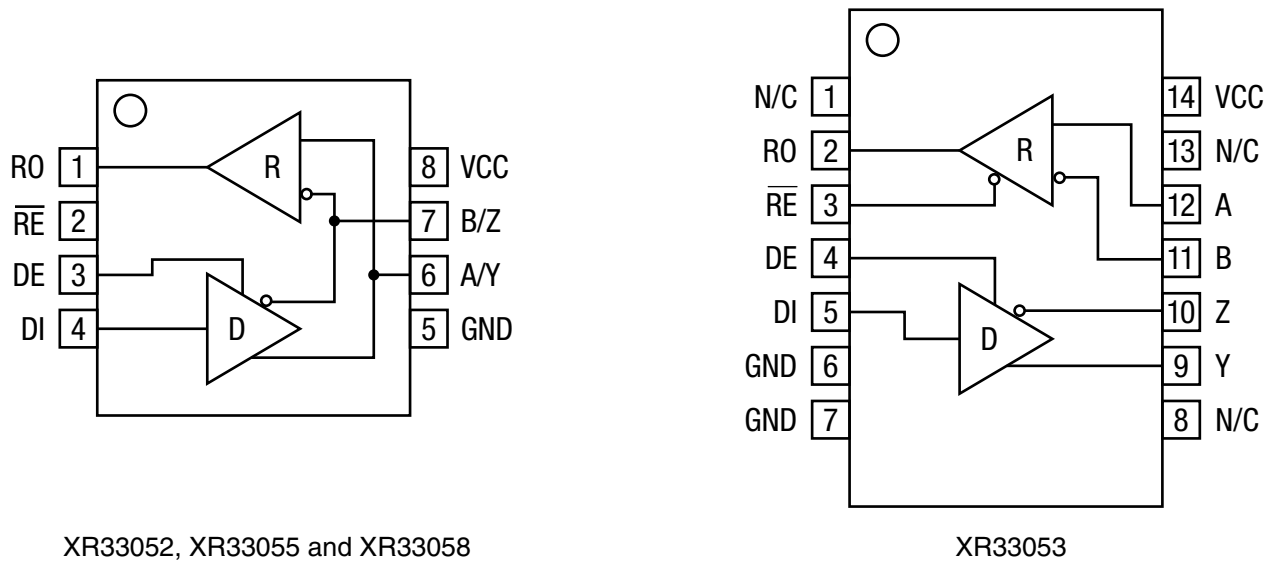 RO 1
RE 2
DE 3
DI 4
8 VCC
7 B/Z
6 A/Y
5 GND
R
D
XR33052, XR33055 and XR33058
N/C 1
RO 2
RE 3
DE 4
DI 5
GND 6
GND 7
14 VCC
13 N/C
12 A
11 B
10 Z
9 Y
8 N/C
R
D
XR33053